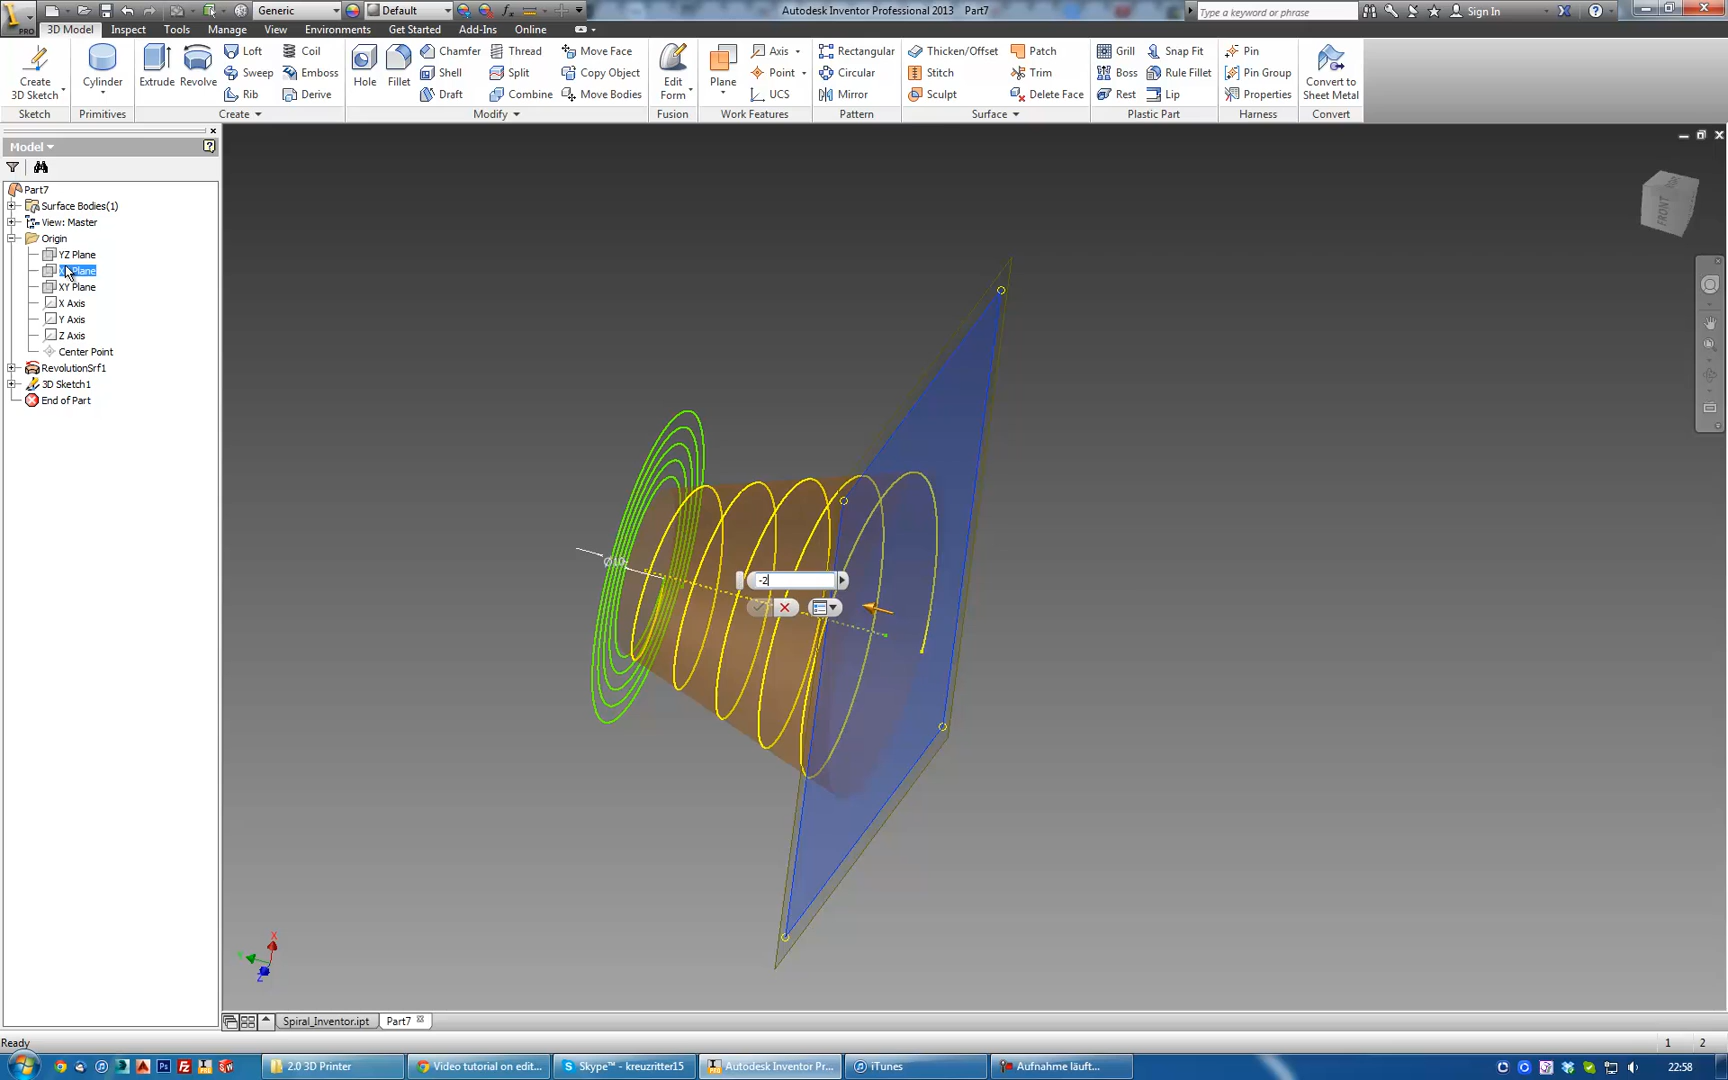 Generic
Default
Autodesk Inventor Professional 2013 Part7
Type a keyword or phrase
Sign In
PRO
3D Model Inspect Tools Manage View Environments Get Started Add-Ins Online
Create
3D Sketch
Cylinder
Extrude
Revolve
Loft
Coil
Sweep
Emboss
Rib
Derive
Hole
Fillet
Chamfer
Thread
Move Face
Shell
Split
Copy Object
Draft
Combine
Move Bodies
Edit
Form
Plane
Axis
Point
UCS
Rectangular
Circular
Mirror
Thicken/Offset
Patch
Stitch
Trim
Sculpt
Delete Face
Grill
Snap Fit
Boss
Rule Fillet
Rest
Lip
Pin
Pin Group
Properties
Convert to
Sheet Metal
Sketch Primitives Create Modify Fusion Work Features Pattern Surface Plastic Part Harness Convert
Model
Part7
Surface Bodies(1)
View: Master
Origin
YZ Plane
Plane
XY Plane
X Axis
Y Axis
Z Axis
Center Point
RevolutionSrf1
3D Sketch1
End of Part
FRONT
Ø10
-2
X
Z
Spiral_Inventor.ipt Part7
Ready
1 2
2.0 3D Printer
Video tutorial on edit...
Skype™ - kreuzritter15
Autodesk Inventor Pr...
iTunes
Aufnahme läuft...
22:58